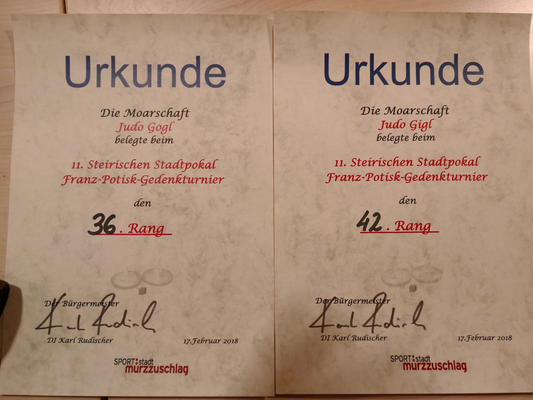 Urkunde
Die Moarschaft
Judo Gogl
belegte beim
11. Steirischen Stadtpokal
Franz-Potisk-Gedenkturnier
den
36. Rang
Der Bürgermeister
DI Karl Rudischer
17.Februar 2018
SPORT:stadt
mürzzuschlag
Urkunde
Die Moarschaft
Judo Gigl
belegte beim
11. Steirischen Stadtpokal
Franz-Potisk-Gedenkturnier
den
42. Rang
Der Bürgermeister
DI Karl Rudischer
17.Februar 2018
SPORT:stadt
mürzzuschlag